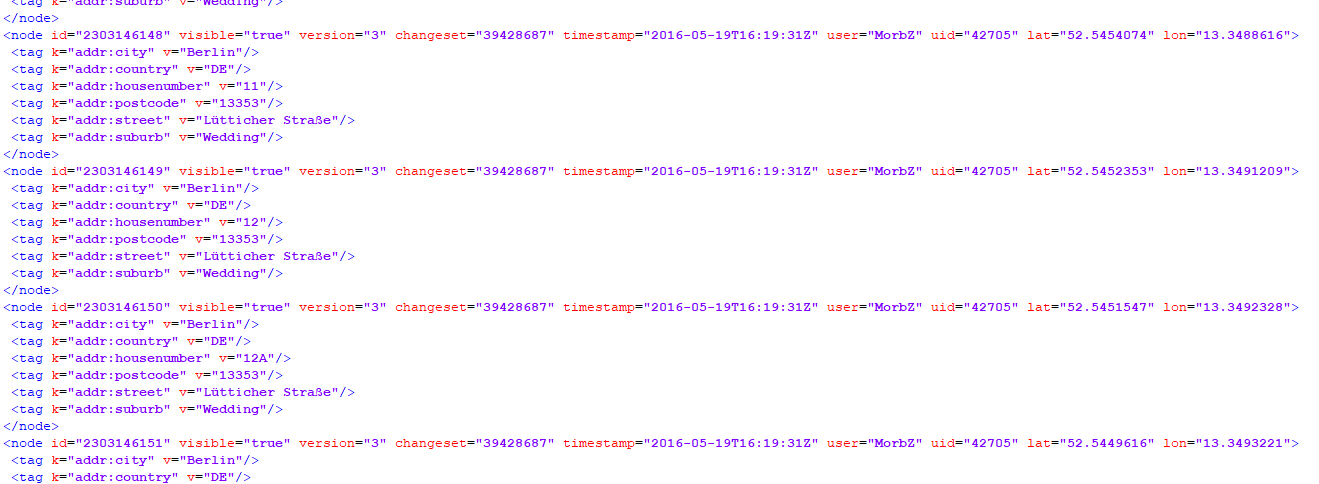 <tag k="addr:suburb" v="Wedding"/>
</node>
<node id="2303146148" visible="true" version="3" changeset="39428687" timestamp="2016-05-19T16:19:31Z" user="MorbZ" uid="42705" lat="52.5454074" lon="13.3488616">
<tag k="addr:city" v="Berlin"/>
<tag k="addr:country" v="DE"/>
<tag k="addr:housenumber" v="11"/>
<tag k="addr:postcode" v="13353"/>
<tag k="addr:street" v="Lütticher Straße"/>
<tag k="addr:suburb" v="Wedding"/>
</node>
<node id="2303146149" visible="true" version="3" changeset="39428687" timestamp="2016-05-19T16:19:31Z" user="MorbZ" uid="42705" lat="52.5452353" lon="13.3491209">
<tag k="addr:city" v="Berlin"/>
<tag k="addr:country" v="DE"/>
<tag k="addr:housenumber" v="12"/>
<tag k="addr:postcode" v="13353"/>
<tag k="addr:street" v="Lütticher Straße"/>
<tag k="addr:suburb" v="Wedding"/>
</node>
<node id="2303146150" visible="true" version="3" changeset="39428687" timestamp="2016-05-19T16:19:31Z" user="MorbZ" uid="42705" lat="52.5451547" lon="13.3492328">
<tag k="addr:city" v="Berlin"/>
<tag k="addr:country" v="DE"/>
<tag k="addr:housenumber" v="12A"/>
<tag k="addr:postcode" v="13353"/>
<tag k="addr:street" v="Lütticher Straße"/>
<tag k="addr:suburb" v="Wedding"/>
</node>
<node id="2303146151" visible="true" version="3" changeset="39428687" timestamp="2016-05-19T16:19:31Z" user="MorbZ" uid="42705" lat="52.5449616" lon="13.3493221">
<tag k="addr:city" v="Berlin"/>
<tag k="addr:country" v="DE"/>